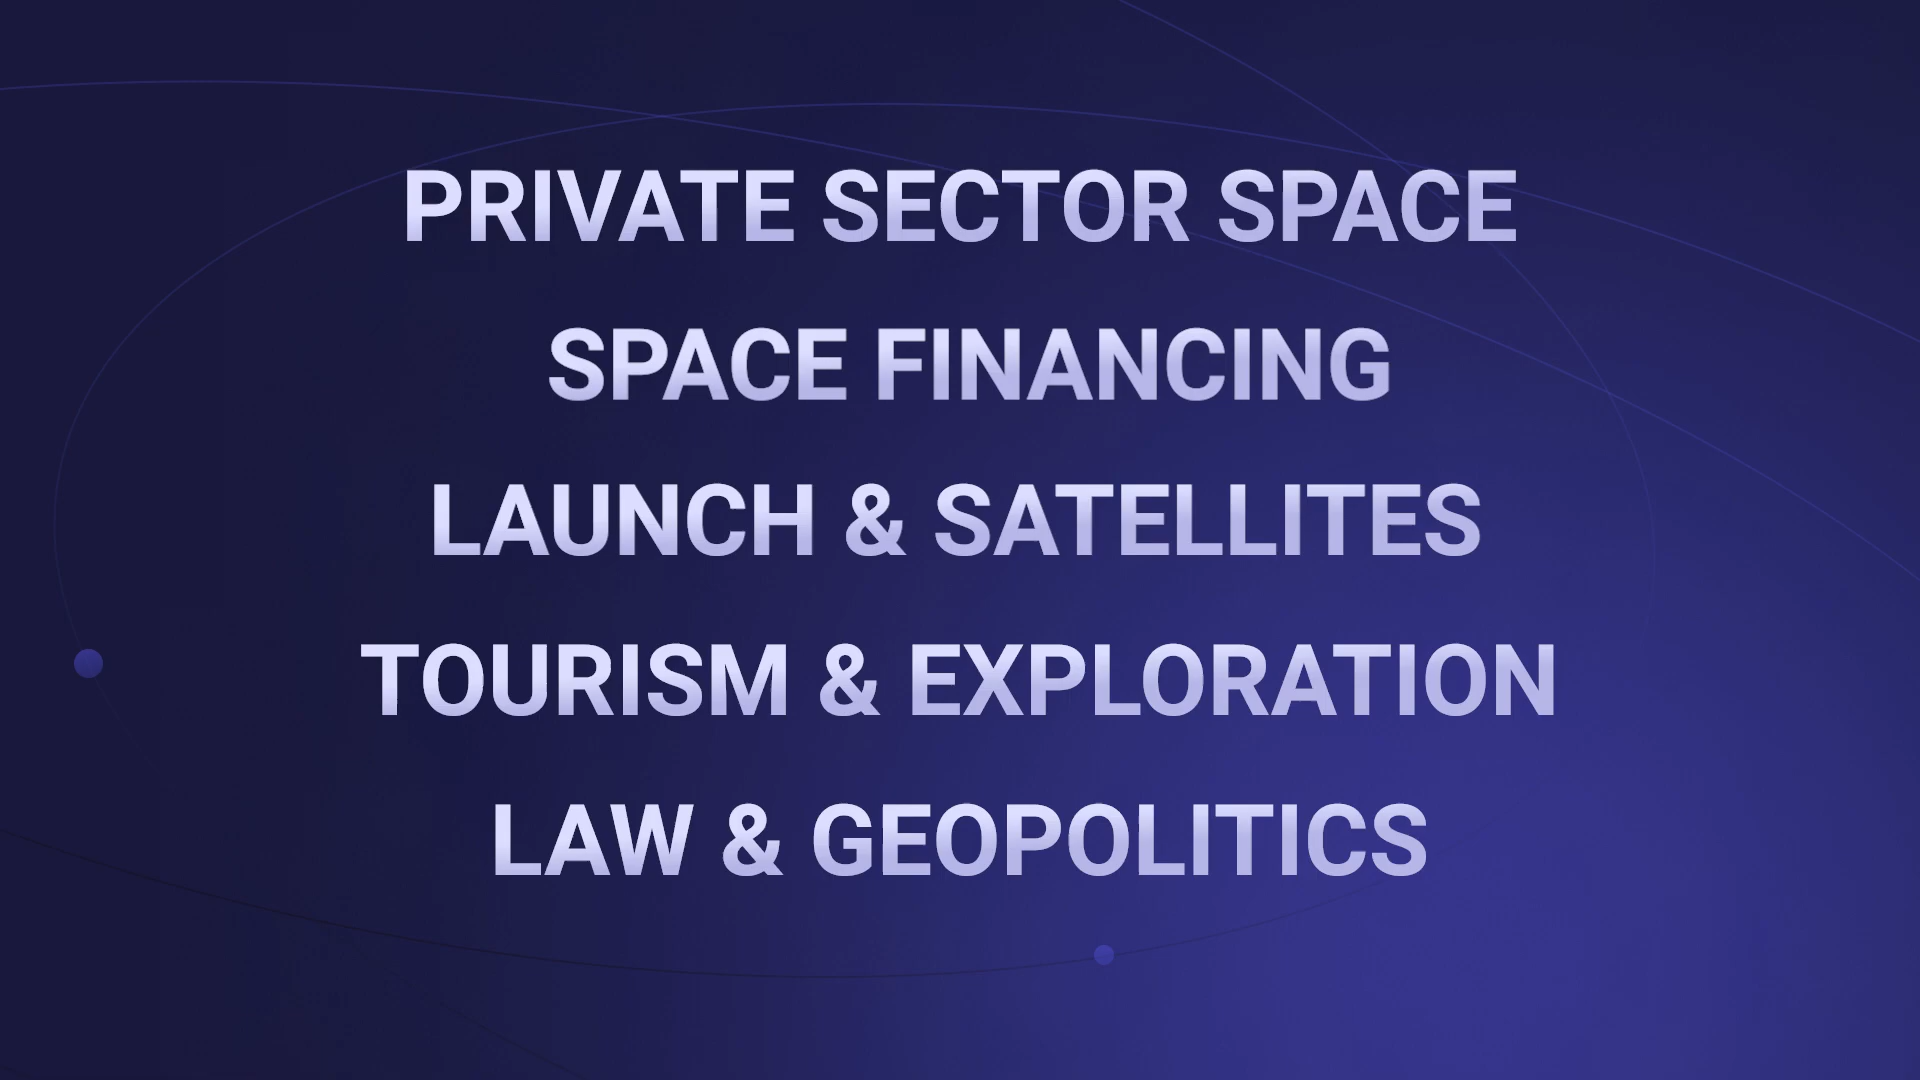 PRIVATE SECTOR SPACE
SPACE FINANCING
LAUNCH & SATELLITES
TOURISM & EXPLORATION
LAW & GEOPOLITICS